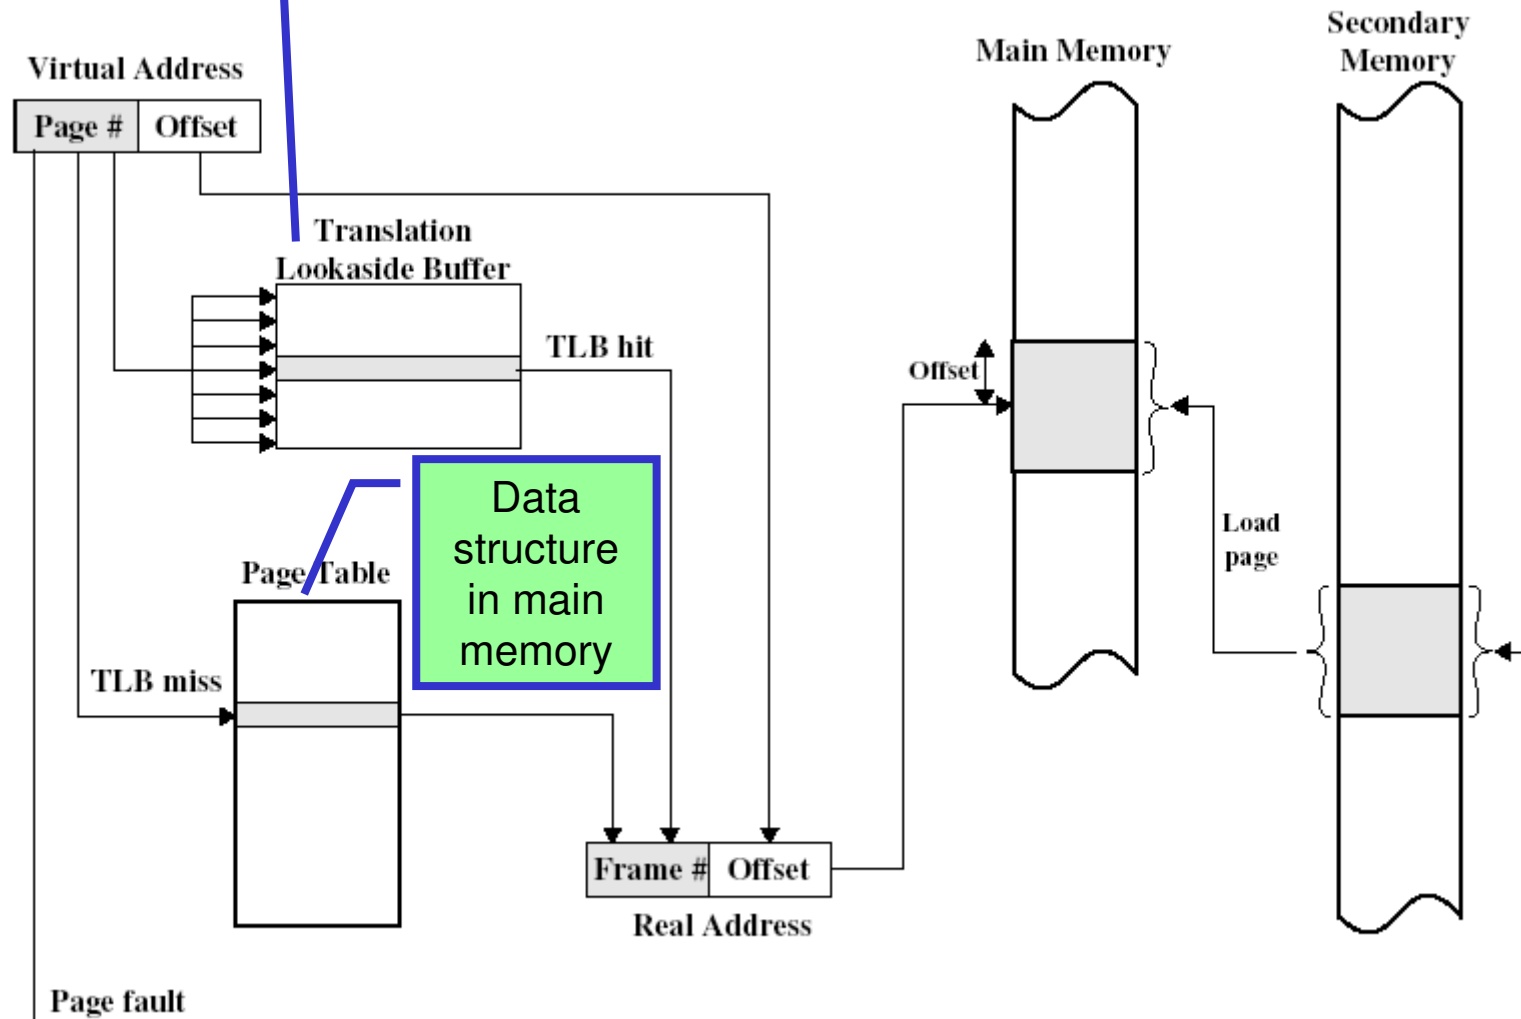 Secondary
Memory
Main Memory
Virtual Address
Page #
Offset
Translation
Lookaside Buffer
TLB hit
Offset
Data
structure
in main
memory
Load
page
Page Table
TLB miss
Frame #
Offset
Real Address
Page fault